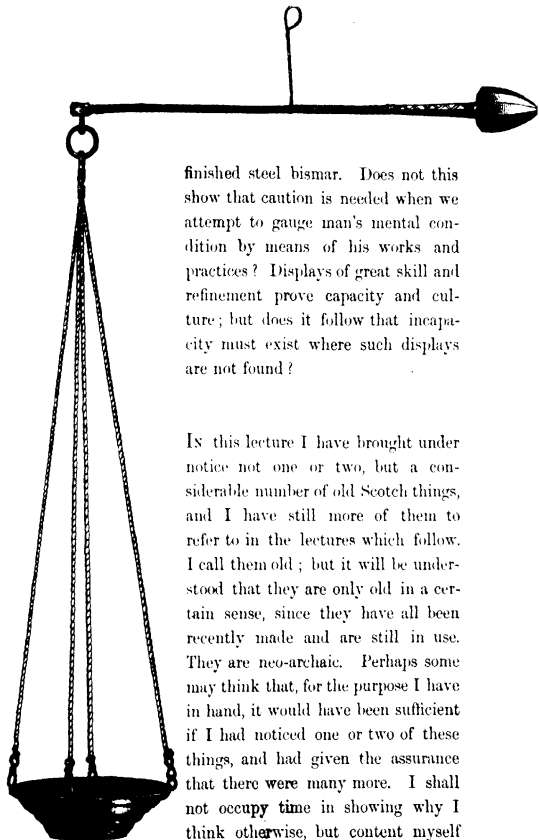 finished steel bismar. Does not this
show that caution is needed when we
attempt to gauge man's mental con-
dition by means of his works and
practices? Displays of great skill and
refinement prove capacity and cul-
ture; but does it follow that incapa-
city must exist where such displays
are not found?
In this lecture I have brought under
notice not one or two, but a con-
siderable number of old Scotch things,
and I have still more of them to
refer to in the lectures which follow.
I call them old; but it will be under-
stood that they are only old in a cer-
tain sense, since they have all been
recently made and are still in use.
They are neo-archaic. Perhaps some
may think that, for the purpose I have
in hand, it would have been sufficient
if I had noticed one or two of these
things, and had given the assurance
that there were many more. I shall
not occupy time in showing why I
think otherwise, but content myself